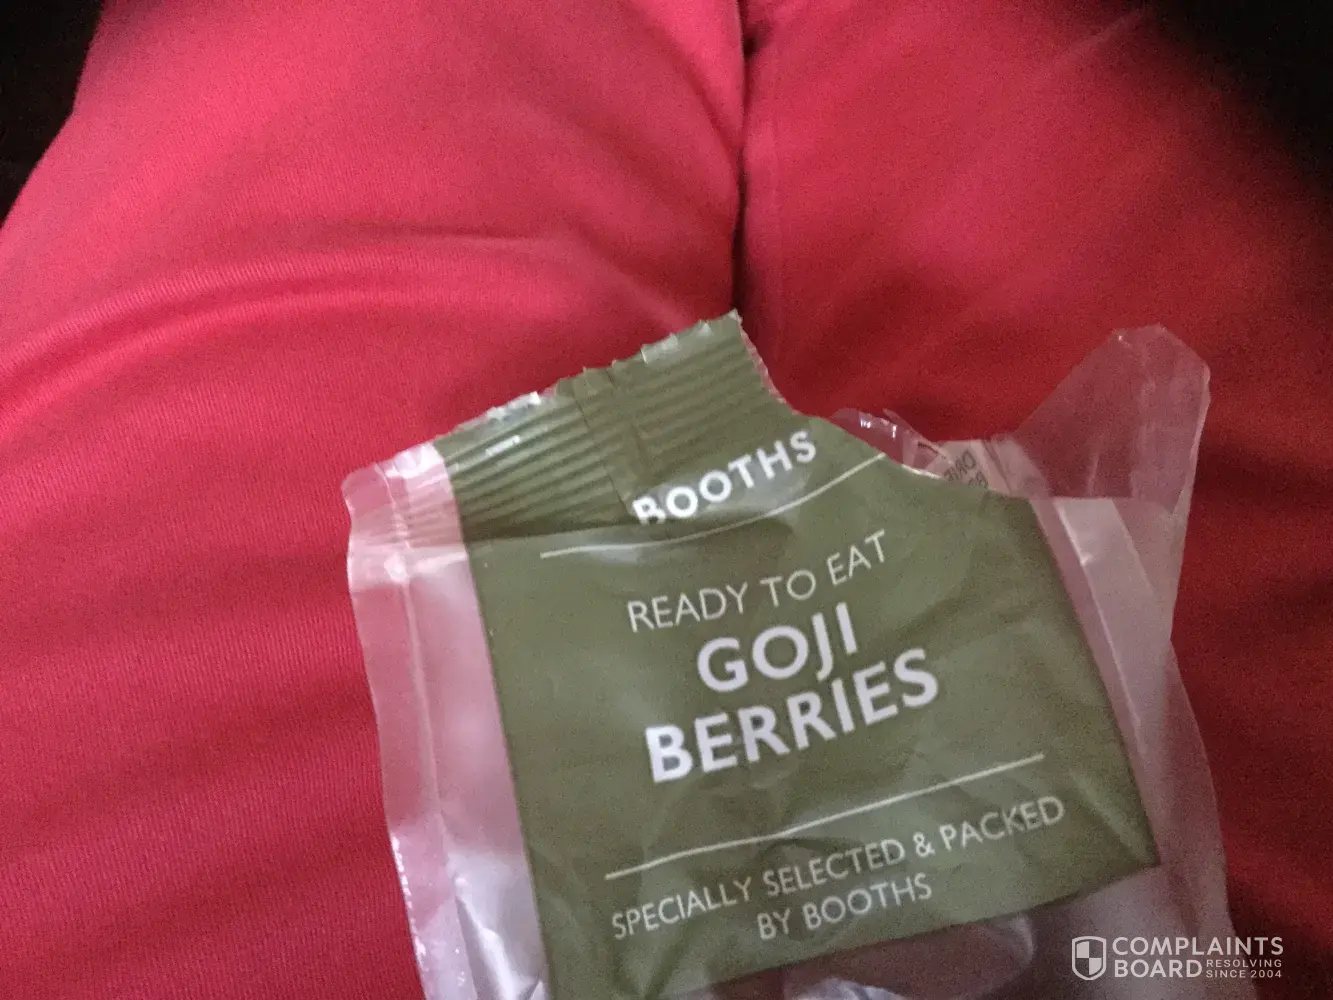 BOOTHS
READY TO EAT
GOJI
BERRIES
SPECIALLY SELECTED & PACKED
BY BOOTHS
COMPLAINTS
BOARD RESOLVING
SINCE 2004